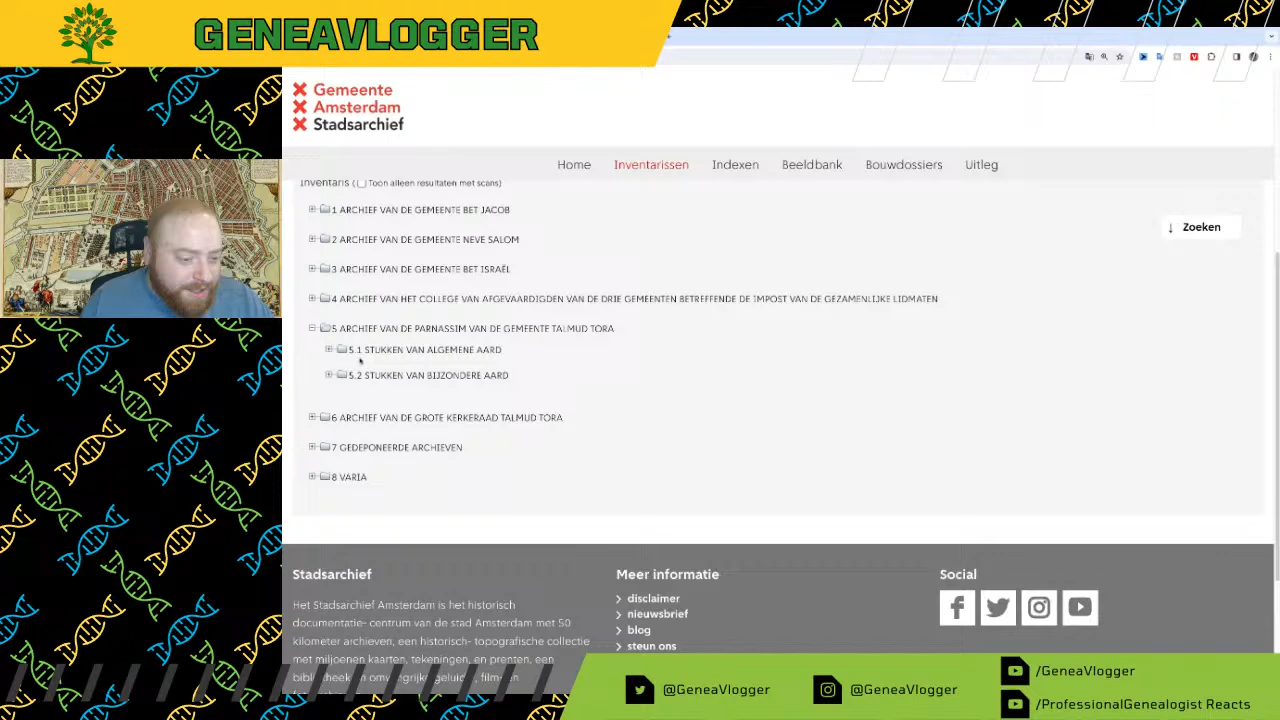 GENEAVLOGGER
Gemeente
Amsterdam
Stadsarchief
Home Inventarissen Indexen Beeldbank Bouwdossiers Uitleg
Inventaris ( Toon alleen resultaten met scans)
1 ARCHIEF VAN DE GEMEENTE BET JACOB
↓ Zoeken
2 ARCHIEF VAN DE GEMEENTE NEVE SALOM
3 ARCHIEF VAN DE GEMEENTE BET ISRAËL
4 ARCHIEF VAN HET COLLEGE VAN AFGEVAARDIGDEN VAN DE DRIE GEMEENTEN BETREFFENDE DE IMPOST VAN DE GEZAMENLIJKE LIDMATEN
5 ARCHIEF VAN DE PARNASSIM VAN DE GEMEENTE TALMUD TORA
5.1 STUKKEN VAN ALGEMENE AARD
5.2 STUKKEN VAN BIJZONDERE AARD
6 ARCHIEF VAN DE GROTE KERKERAAD TALMUD TORA
7 GEDEPONEERDE ARCHIEVEN
8 VARIA
Stadsarchief
Het Stadsarchief Amsterdam is het historisch
documentatie- centrum van de stad Amsterdam met 50
kilometer archieven, een historisch- topografische collectie
met miljoenen kaarten, tekeningen, en prenten, een
Meer informatie
disclaimer
nieuwsbrief
blog
steun ons
Social
@GeneaVlogger
@GeneaVlogger
/GeneaVlogger
/ProfessionalGenealogist Reacts